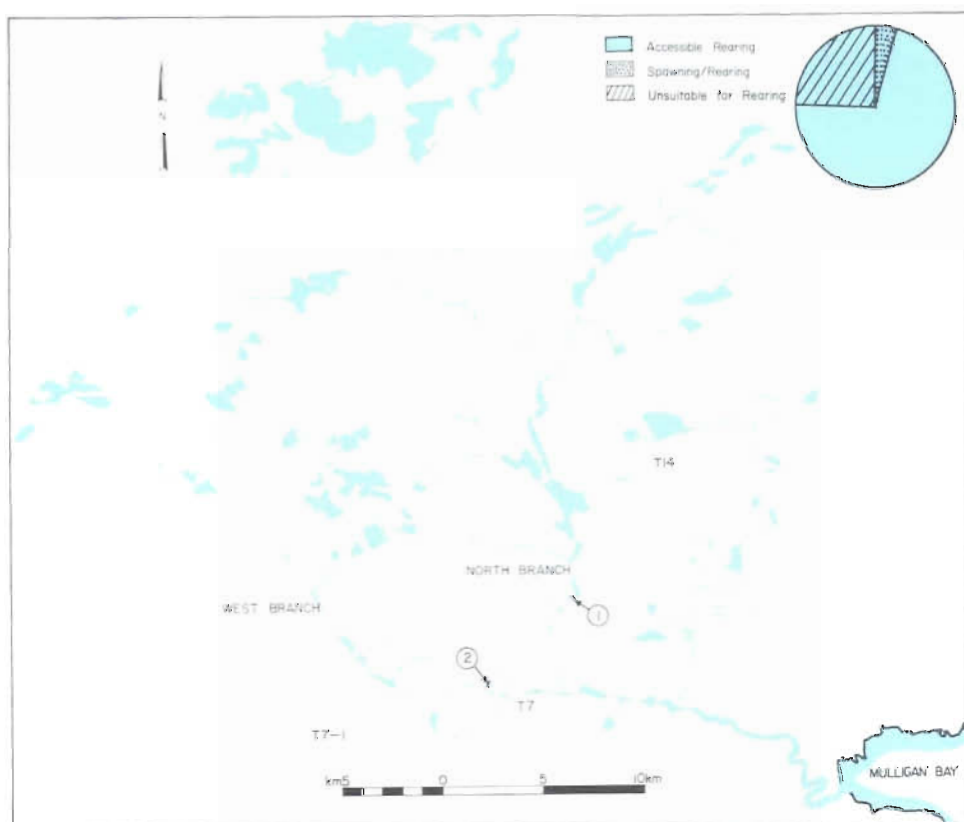 Accessible Rearing
Spawning/Rearing
Unsuitable for Rearing
N
T14
NORTH BRANCH
1
WEST BRANCH
2
T7
T7-1
km5 0 5 10km
MULLIGAN BAY